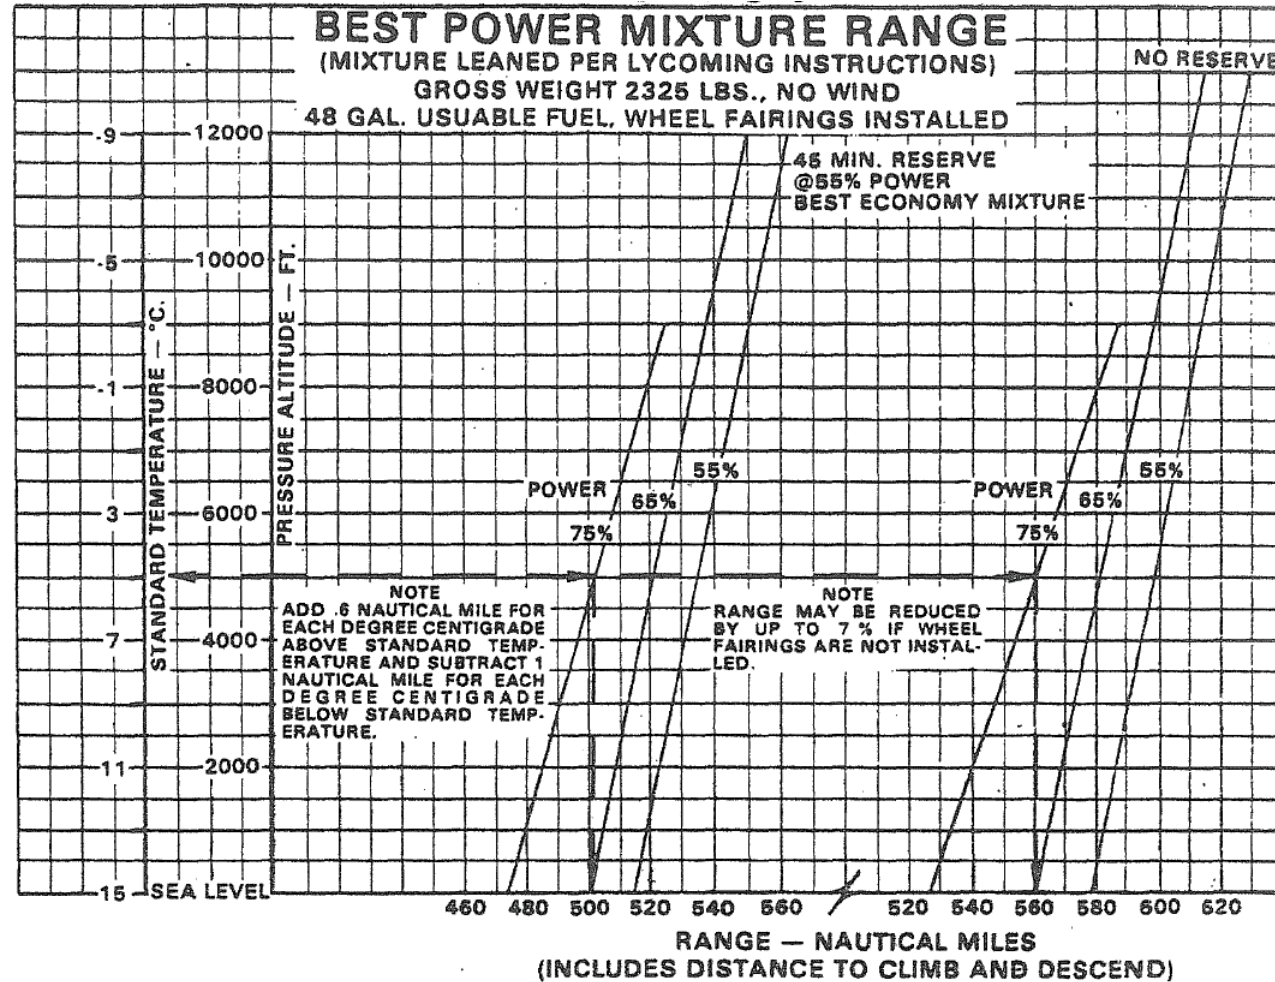 BEST POWER MIXTURE RANGE
(MIXTURE LEANED PER LYCOMING INSTRUCTIONS)
GROSS WEIGHT 2325 LBS., NO WIND
48 GAL. USUABLE FUEL, WHEEL FAIRINGS INSTALLED
NO RESERVE
45 MIN. RESERVE
@55% POWER
BEST ECONOMY MIXTURE
-9 12000
-5 10000
-1 8000
3 6000
7 4000
11 2000
15 SEA LEVEL
STANDARD TEMPERATURE — °C.
PRESSURE ALTITUDE — FT.
POWER
75%
65%
55%
POWER
75%
65%
55%
NOTE
ADD .6 NAUTICAL MILE FOR
EACH DEGREE CENTIGRADE
ABOVE STANDARD TEMP-
ERATURE AND SUBTRACT 1
NAUTICAL MILE FOR EACH
DEGREE CENTIGRADE
BELOW STANDARD TEMP-
ERATURE.
NOTE
RANGE MAY BE REDUCED
BY UP TO 7 % IF WHEEL
FAIRINGS ARE NOT INSTAL-
LED.
460 480 500 520 540 560 520 540 560 580 600 620
RANGE — NAUTICAL MILES
(INCLUDES DISTANCE TO CLIMB AND DESCEND)